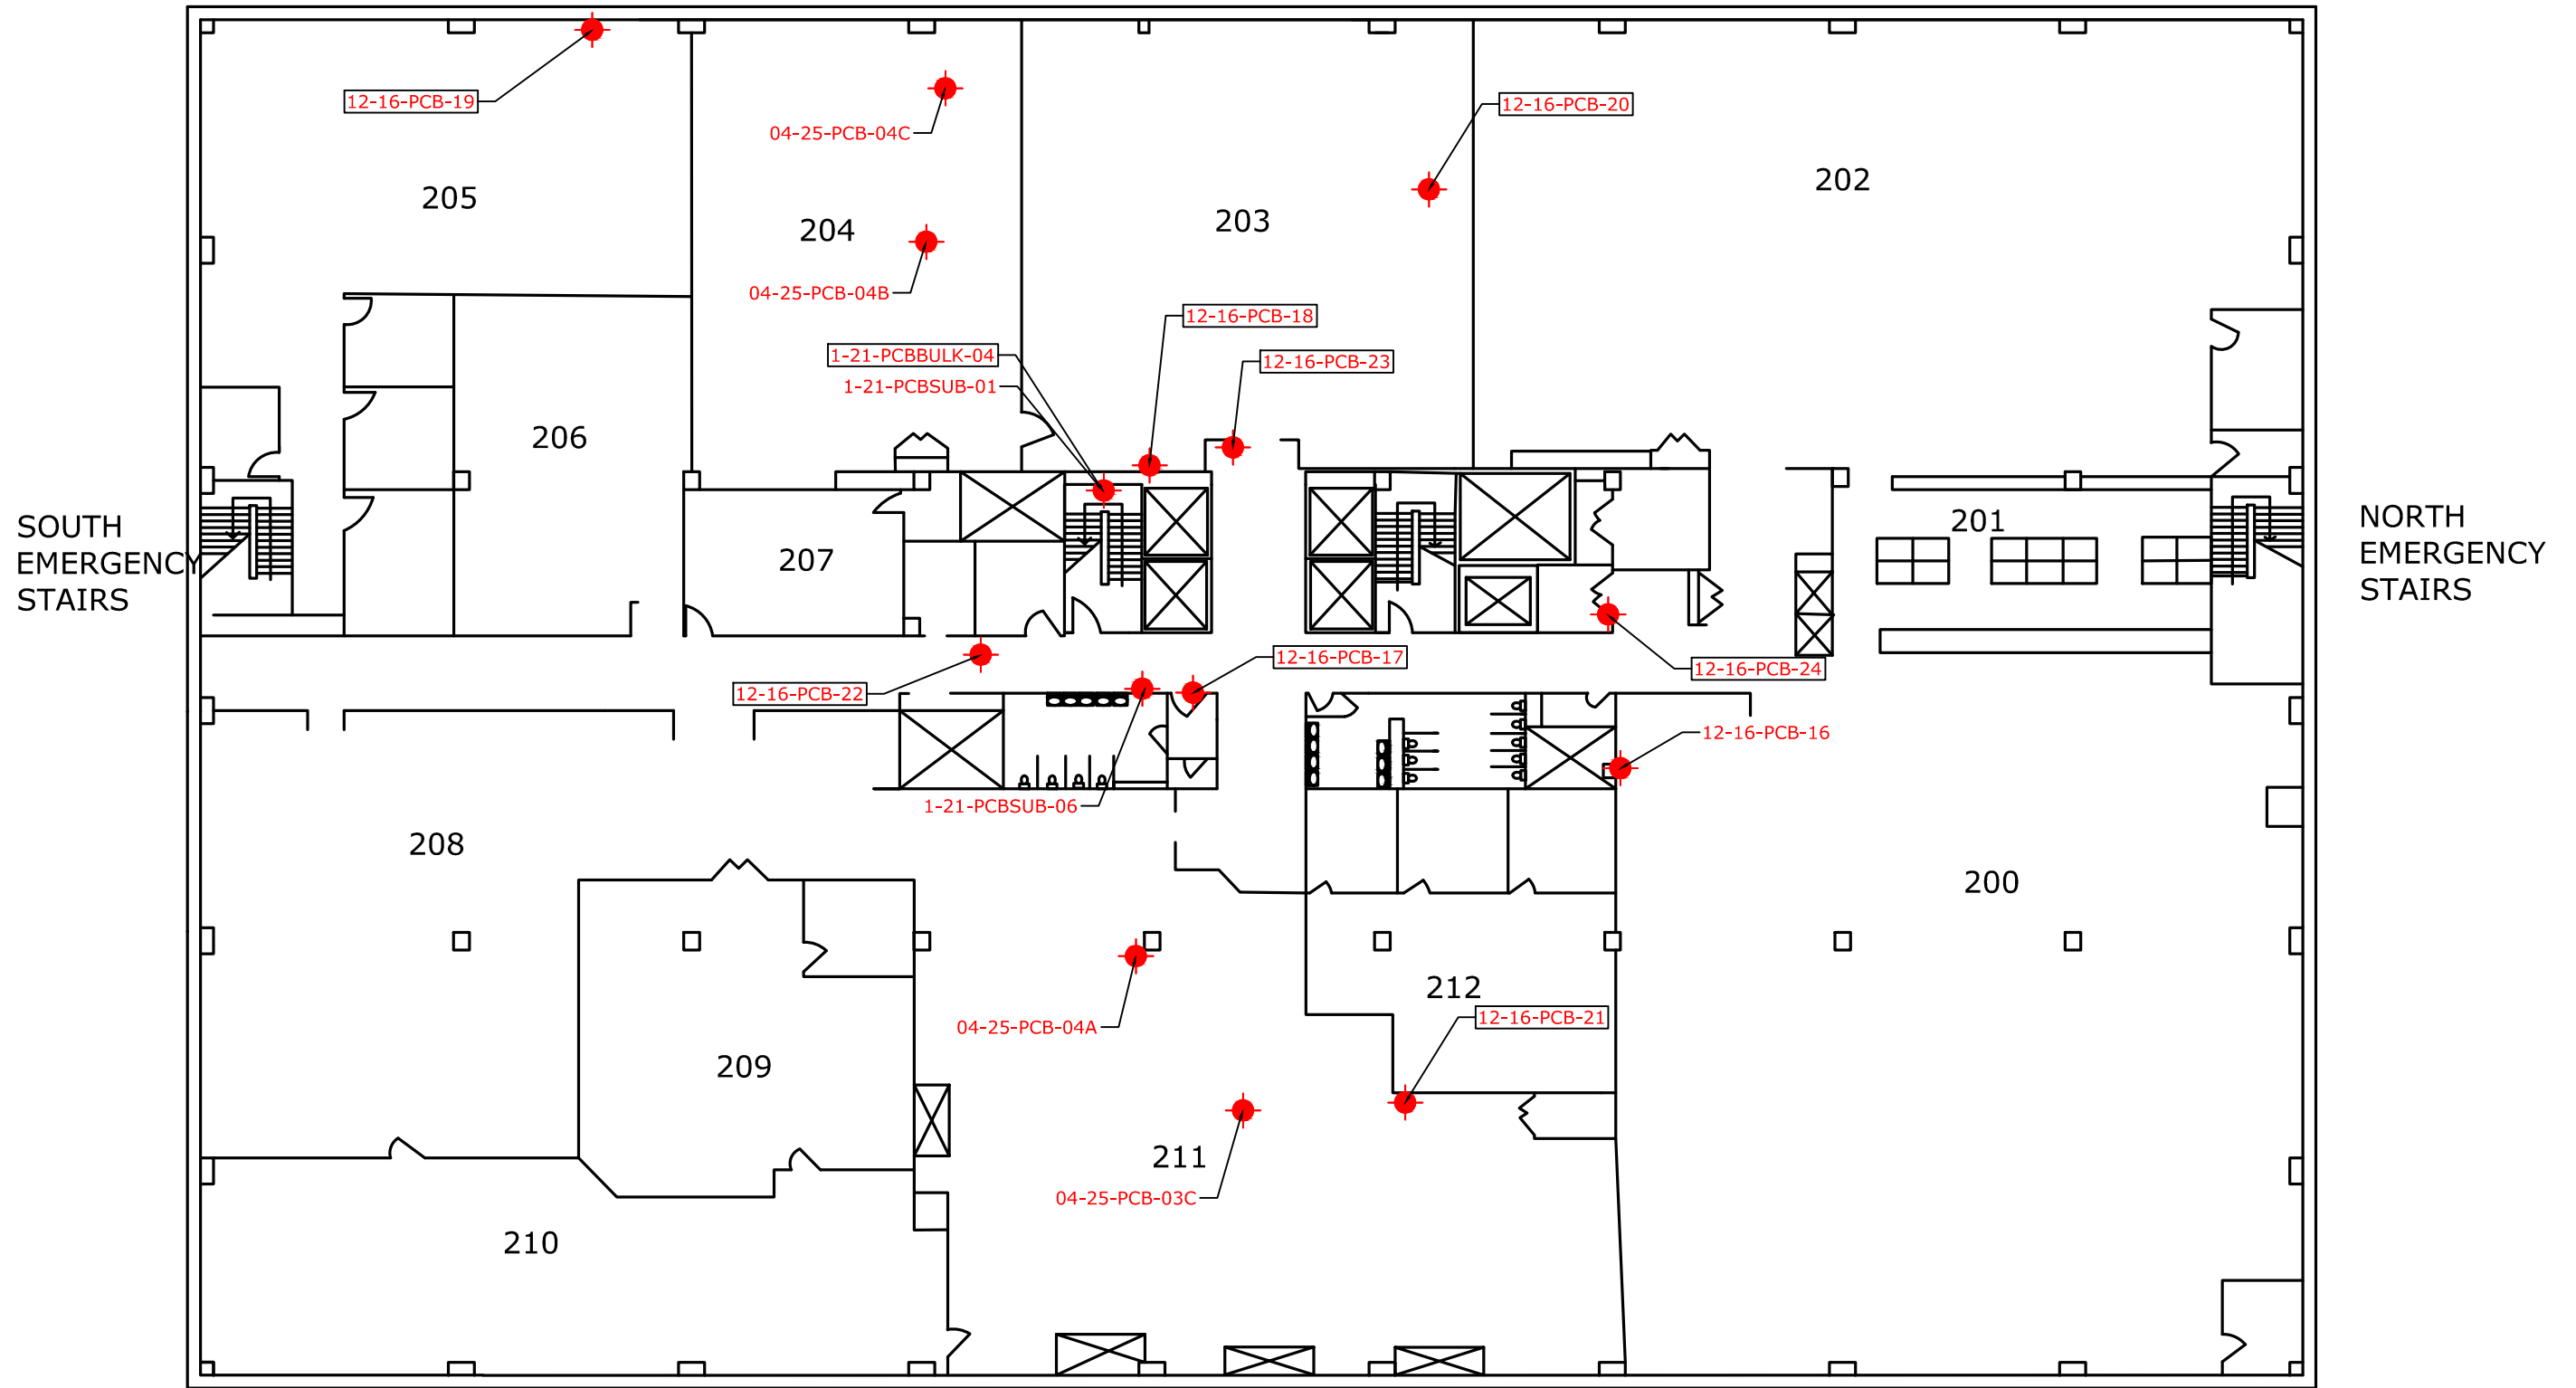 12-16-PCB-19
04-25-PCB-04C
12-16-PCB-20
205
204
203
202
04-25-PCB-04B
12-16-PCB-18
1-21-PCBBULK-04
1-21-PCBSUB-01
12-16-PCB-23
206
207
201
SOUTH
EMERGENCY
STAIRS
NORTH
EMERGENCY
STAIRS
12-16-PCB-22
12-16-PCB-17
12-16-PCB-24
12-16-PCB-16
1-21-PCBSUB-06
208
200
212
04-25-PCB-04A
12-16-PCB-21
209
211
04-25-PCB-03C
210